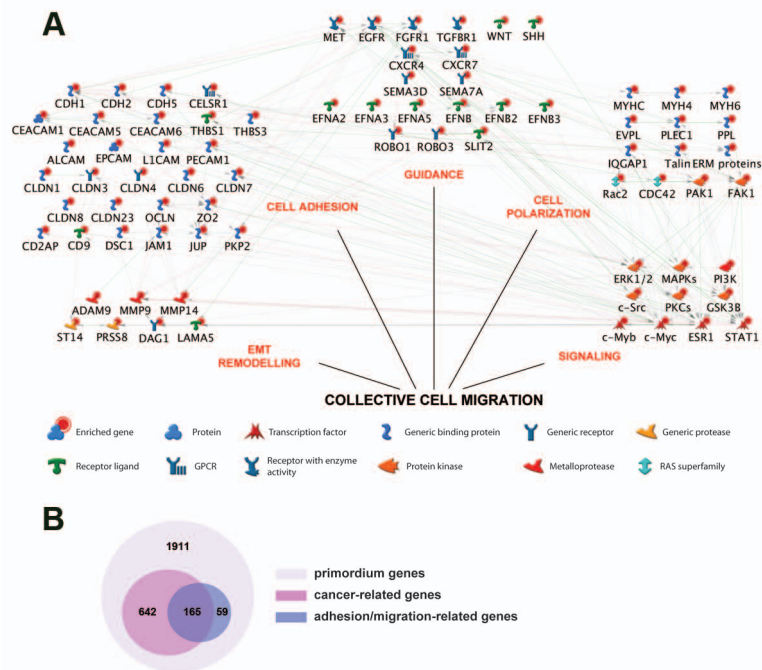 A
MET EGFR FGFR1 TGFBR1 WNT SHH
CXCR4 CXCR7
SEMA3D SEMA7A
EFNA2 EFNA3 EFNA5 EFNB EFNB2 EFNB3
ROBO1 ROBO3 SLIT2
GUIDANCE
CDH1 CDH2 CDH5 CELSR1
CEACAM1 CEACAM5 CEACAM6 THBS1 THBS3
ALCAM EPCAM L1CAM PECAM1
CLDN1 CLDN3 CLDN4 CLDN6 CLDN7
CLDN8 CLDN23 OCLN ZO2
CD2AP CD9 DSC1 JAM1 JUP PKP2
CELL ADHESION
MYHC MYH4 MYH6
EVPL PLEC1 PPL
IQGAP1 Talin ERM proteins
Rac2 CDC42 PAK1 FAK1
CELL
POLARIZATION
ADAM9 MMP9 MMP14
ST14 PRSS8 DAG1 LAMA5
EMT
REMODELLING
ERK1/2 MAPKs PI3K
c-Src PKCs GSK3B
c-Myb c-Myc ESR1 STAT1
SIGNALING
COLLECTIVE CELL MIGRATION
Enriched gene Protein Transcription factor Generic binding protein Generic receptor Generic protease
Receptor ligand GPCR Receptor with enzyme activity Protein kinase Metalloprotease RAS superfamily
B
1911
642 165 59
primordium genes
cancer-related genes
adhesion/migration-related genes